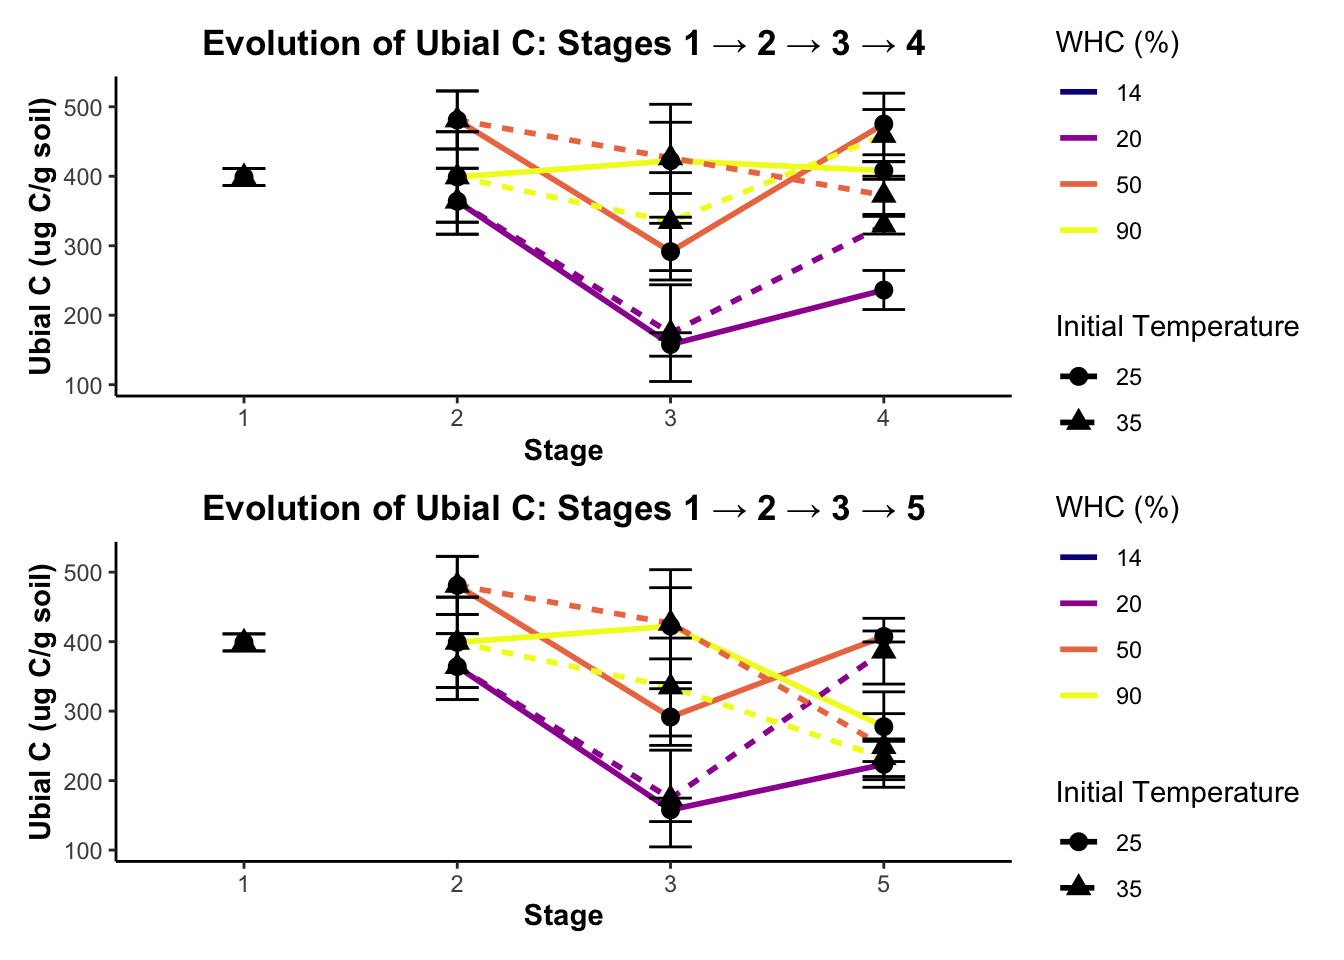 Evolution of Ubial C: Stages 1 → 2 → 3 → 4
Ubial C (ug C/g soil)
500
400
300
200
100
1 2 3 4
Stage
WHC (%)
14
20
50
90
Initial Temperature
25
35
Evolution of Ubial C: Stages 1 → 2 → 3 → 5
Ubial C (ug C/g soil)
500
400
300
200
100
1 2 3 5
Stage
WHC (%)
14
20
50
90
Initial Temperature
25
35